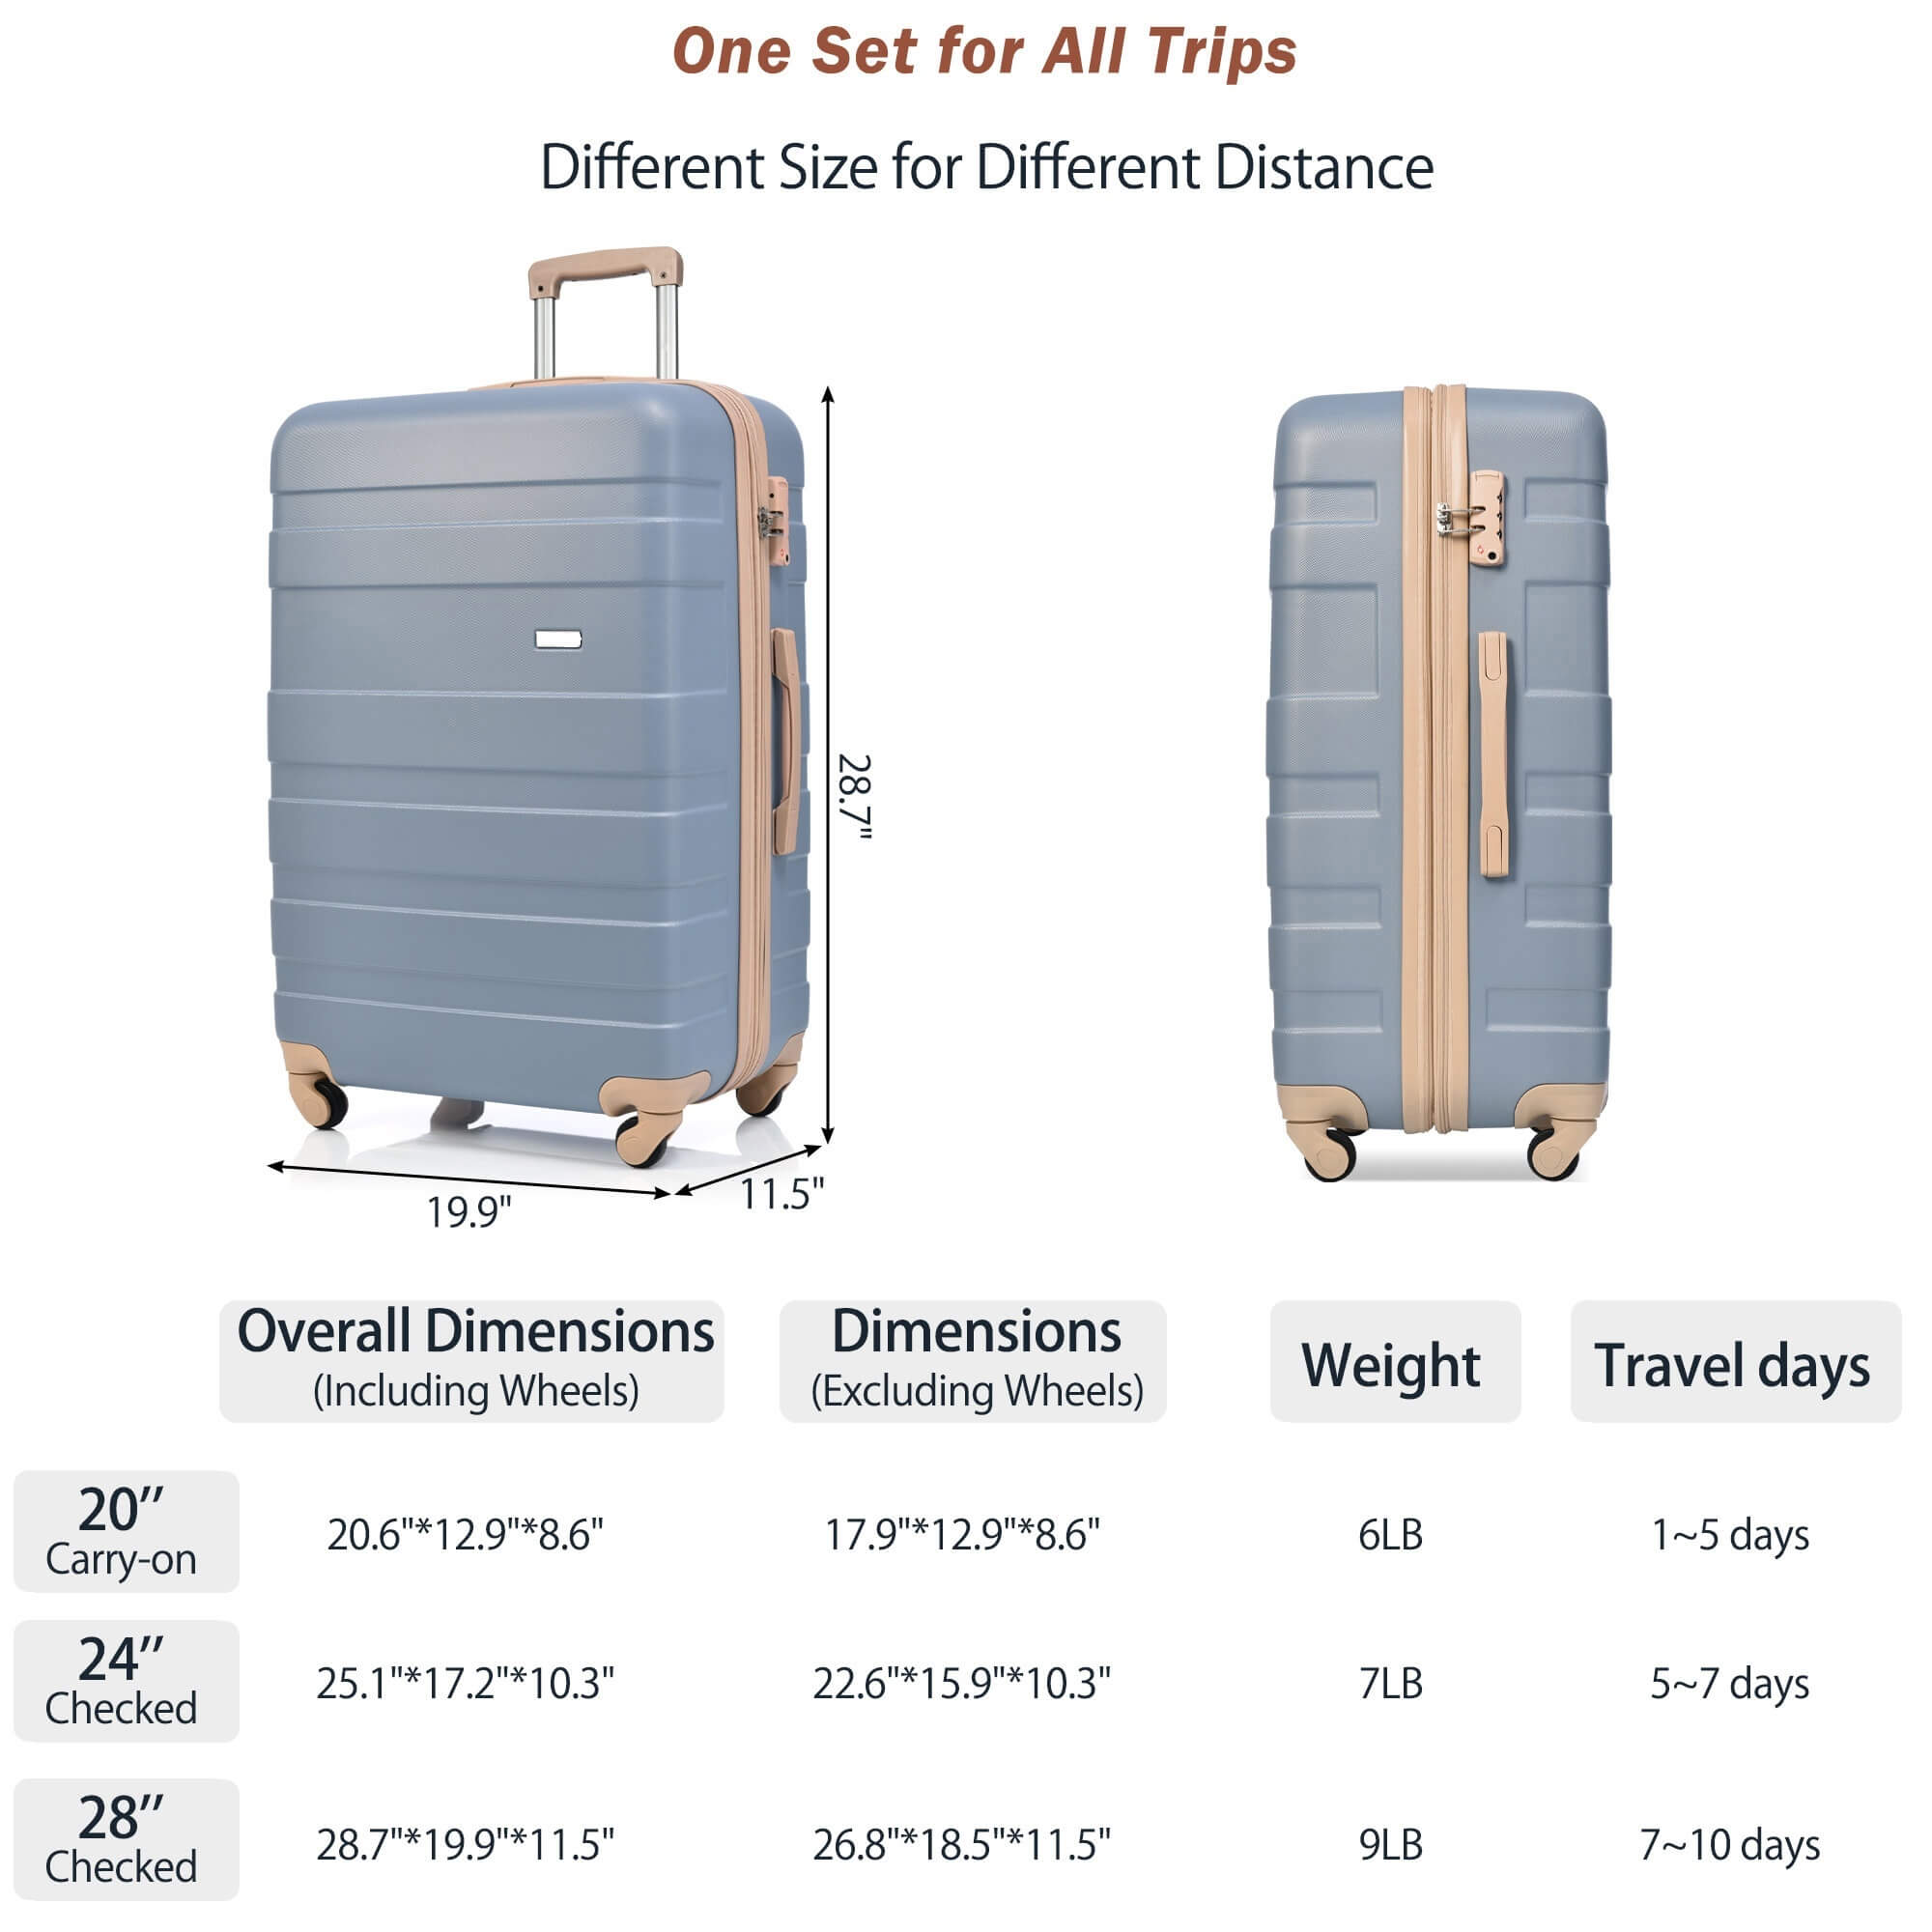 One Set for All Trips
Different Size for Different Distance
28.7"
19.9"
11.5"
Overall Dimensions
(Including Wheels)
Dimensions
(Excluding Wheels)
Weight
Travel days
20’’
Carry-on
20.6"*12.9"*8.6"
17.9"*12.9"*8.6"
6LB
1~5 days
24’’
Checked
25.1"*17.2"*10.3"
22.6"*15.9"*10.3"
7LB
5~7 days
28’’
Checked
28.7"*19.9"*11.5"
26.8"*18.5"*11.5"
9LB
7~10 days